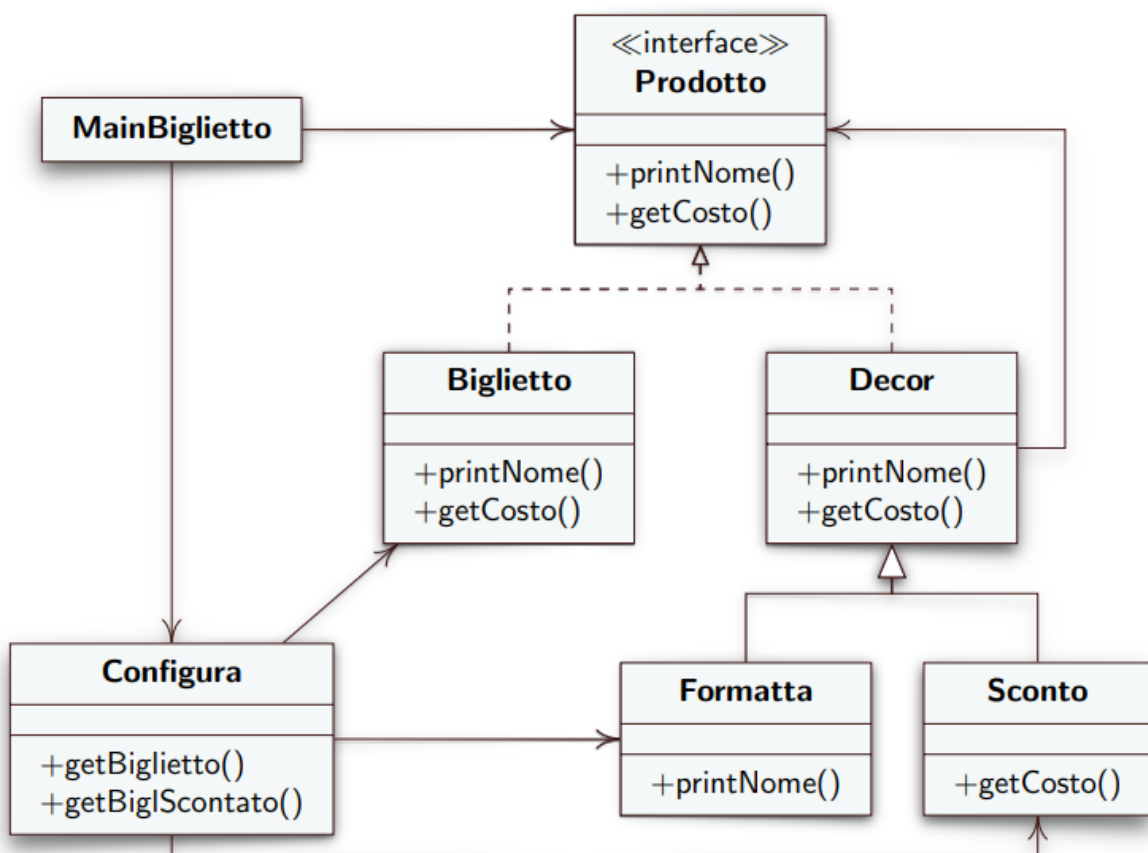 ≪interface≫
Prodotto
+printNome()
+getCosto()
MainBiglietto
Biglietto
+printNome()
+getCosto()
Decor
+printNome()
+getCosto()
Configura
+getBiglietto()
+getBiglScontato()
Formatta
+printNome()
Sconto
+getCosto()